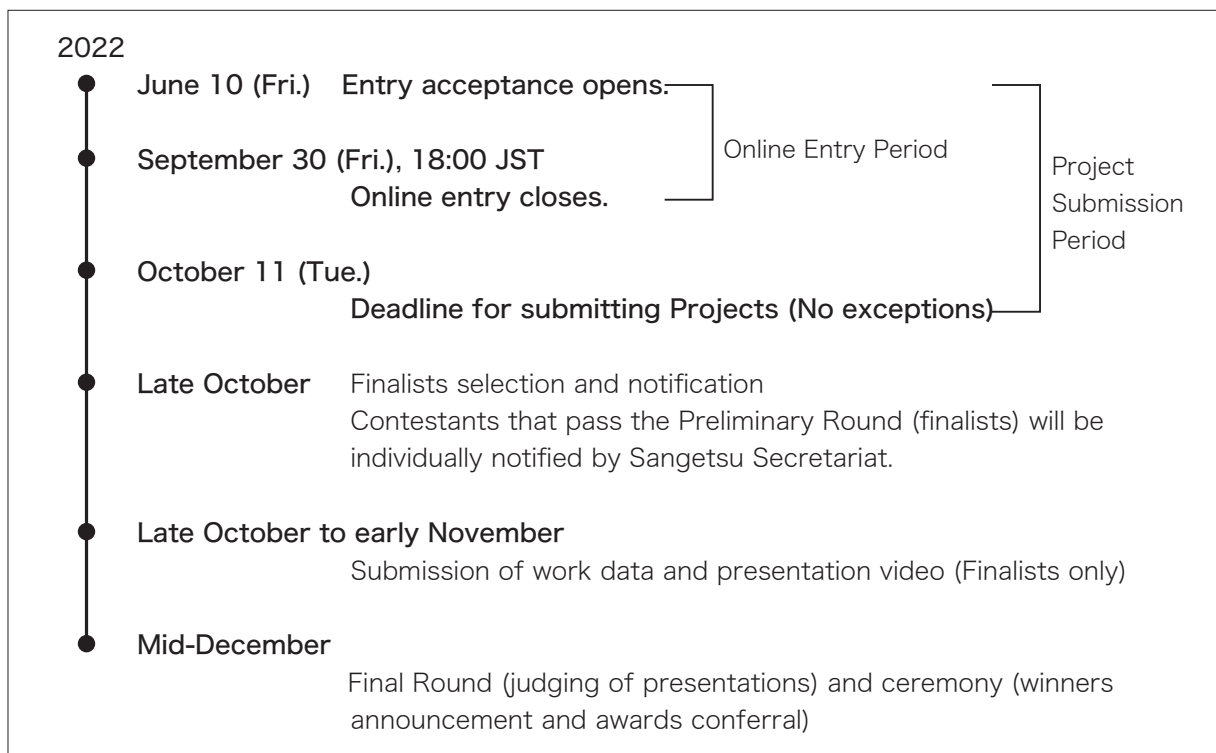 2022
June 10 (Fri.) Entry acceptance opens.
September 30 (Fri.), 18:00 JST
Online entry closes.
Online Entry Period
October 11 (Tue.)
Deadline for submitting Projects (No exceptions)
Project
Submission
Period
Late October Finalists selection and notification
Contestants that pass the Preliminary Round (finalists) will be
individually notified by Sangetsu Secretariat.
Late October to early November
Submission of work data and presentation video (Finalists only)
Mid-December
Final Round (judging of presentations) and ceremony (winners
announcement and awards conferral)